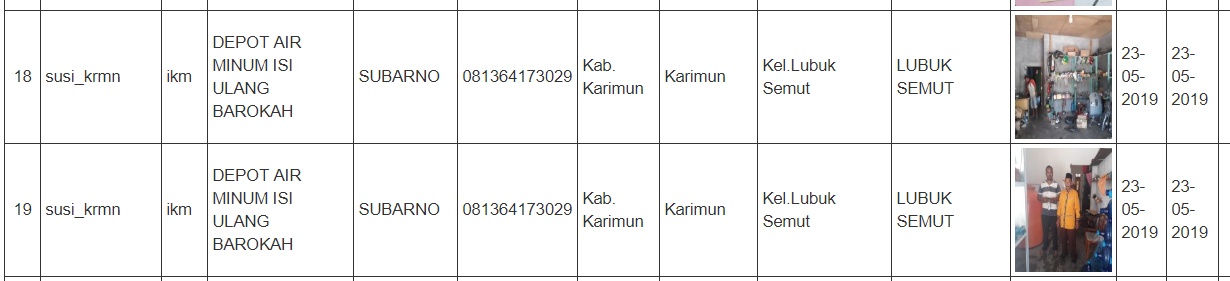 18 susi_krmn ikm DEPOT AIR MINUM ISI ULANG BAROKAH SUBARNO 081364173029 Kab. Karimun Karimun Kel.Lubuk Semut LUBUK SEMUT 23-05-2019 23-05-2019
19 susi_krmn ikm DEPOT AIR MINUM ISI ULANG BAROKAH SUBARNO 081364173029 Kab. Karimun Karimun Kel.Lubuk Semut LUBUK SEMUT 23-05-2019 23-05-2019